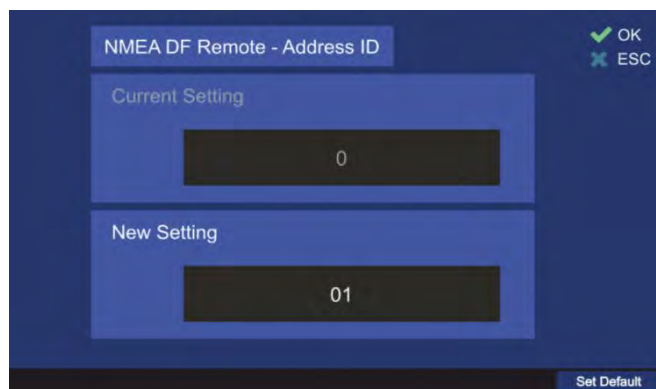 NMEA DF Remote - Address ID
OK
ESC
Current Setting
0
New Setting
01
Set Default